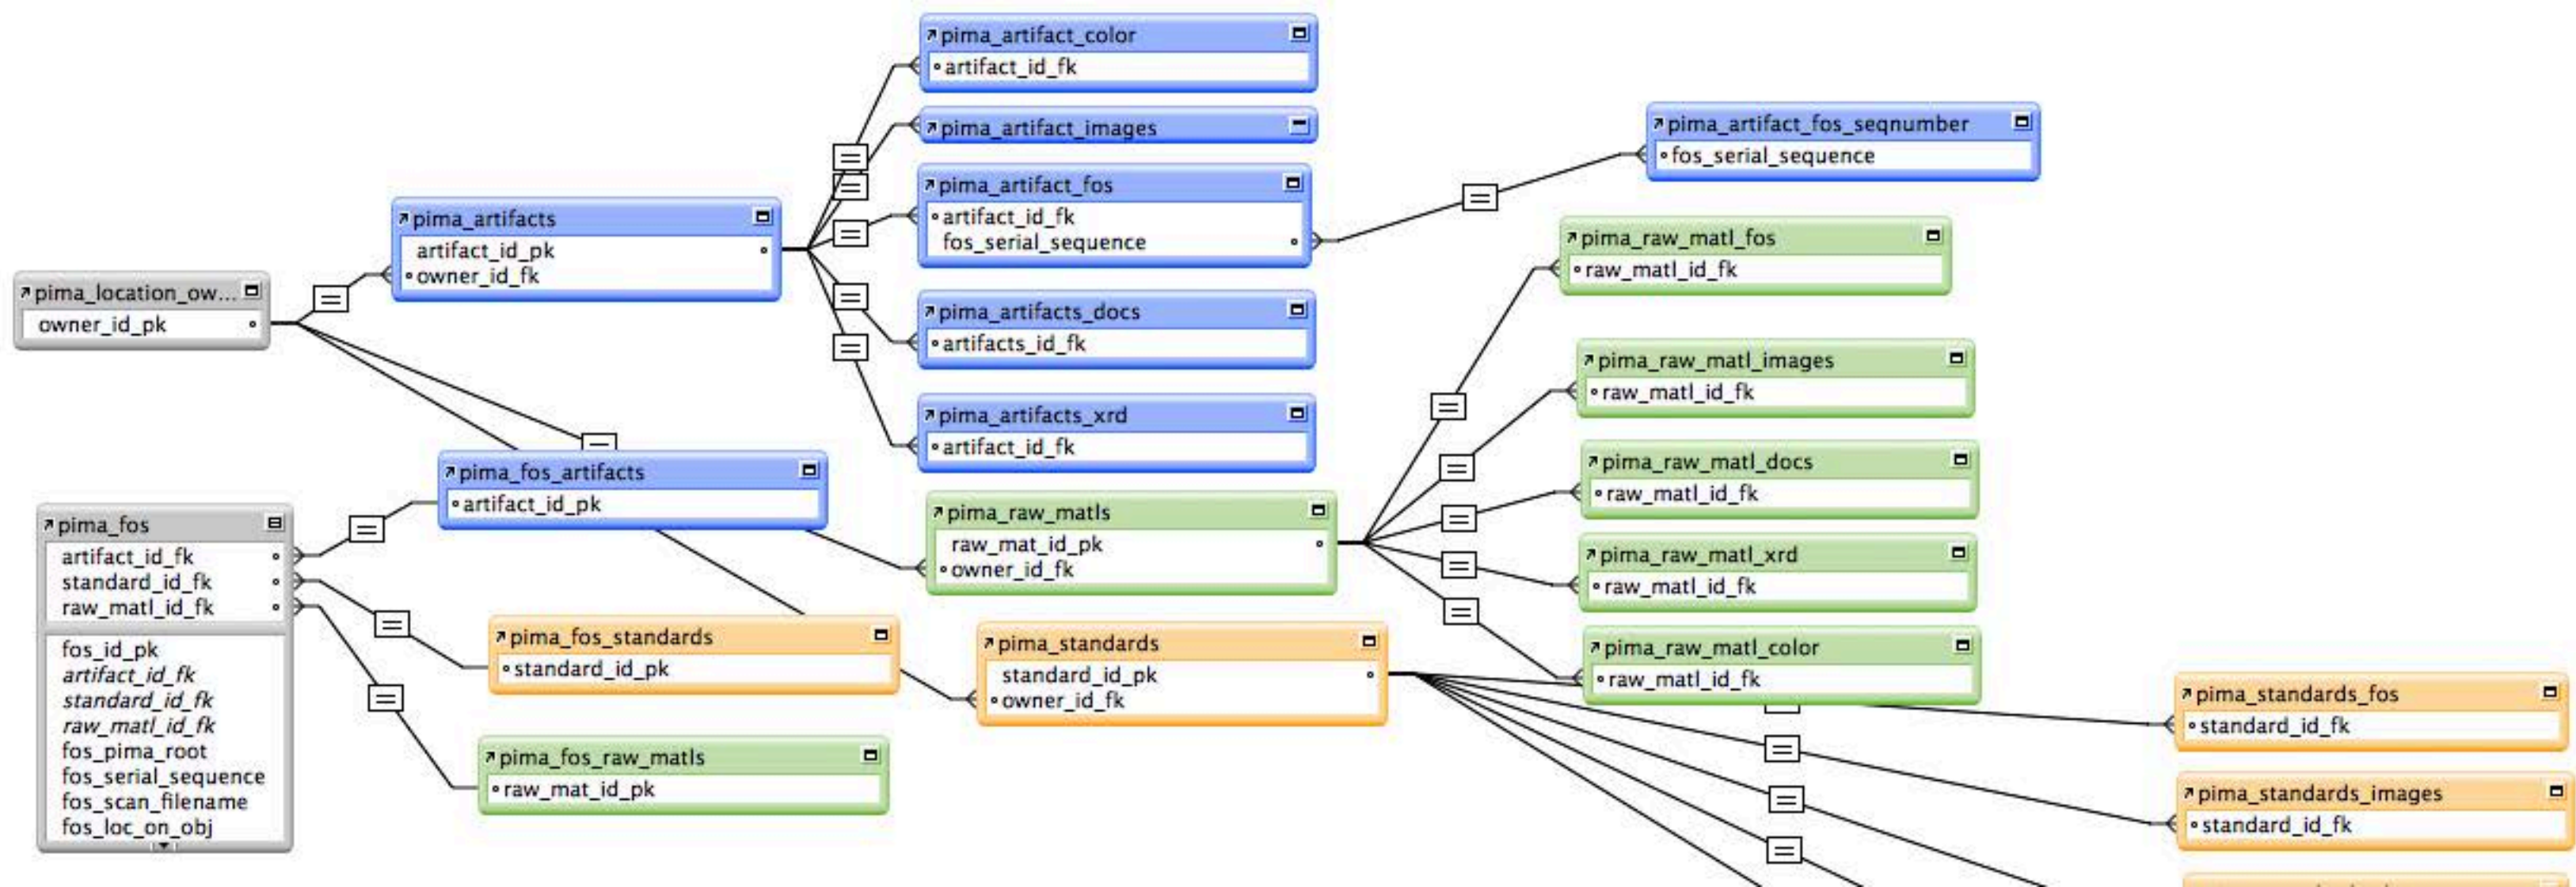 pima_artifact_color
artifact_id_fk
pima_artifact_images
pima_artifact_fos
artifact_id_fk
fos_serial_sequence
pima_artifact_fos_seqnumber
fos_serial_sequence
pima_artifacts
artifact_id_pk
owner_id_fk
pima_location_ow...
owner_id_pk
pima_artifacts_docs
artifacts_id_fk
pima_artifacts_xrd
artifact_id_fk
pima_raw_matl_fos
raw_matl_id_fk
pima_raw_matl_images
raw_matl_id_fk
pima_raw_matl_docs
raw_matl_id_fk
pima_raw_matl_xrd
raw_matl_id_fk
pima_raw_matl_color
raw_matl_id_fk
pima_fos_artifacts
artifact_id_pk
pima_raw_matls
raw_mat_id_pk
owner_id_fk
pima_fos
artifact_id_fk
standard_id_fk
raw_matl_id_fk
fos_id_pk
artifact_id_fk
standard_id_fk
raw_matl_id_fk
fos_pima_root
fos_serial_sequence
fos_scan_filename
fos_loc_on_obj
pima_fos_standards
standard_id_pk
pima_standards
standard_id_pk
owner_id_fk
pima_fos_raw_matls
raw_mat_id_pk
pima_standards_fos
standard_id_fk
pima_standards_images
standard_id_fk